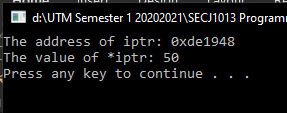 d:\UTM Semester 1 20202021\SECJ1013 Programm
The address of iptr: 0xde1948
The value of *iptr: 50
Press any key to continue . . .